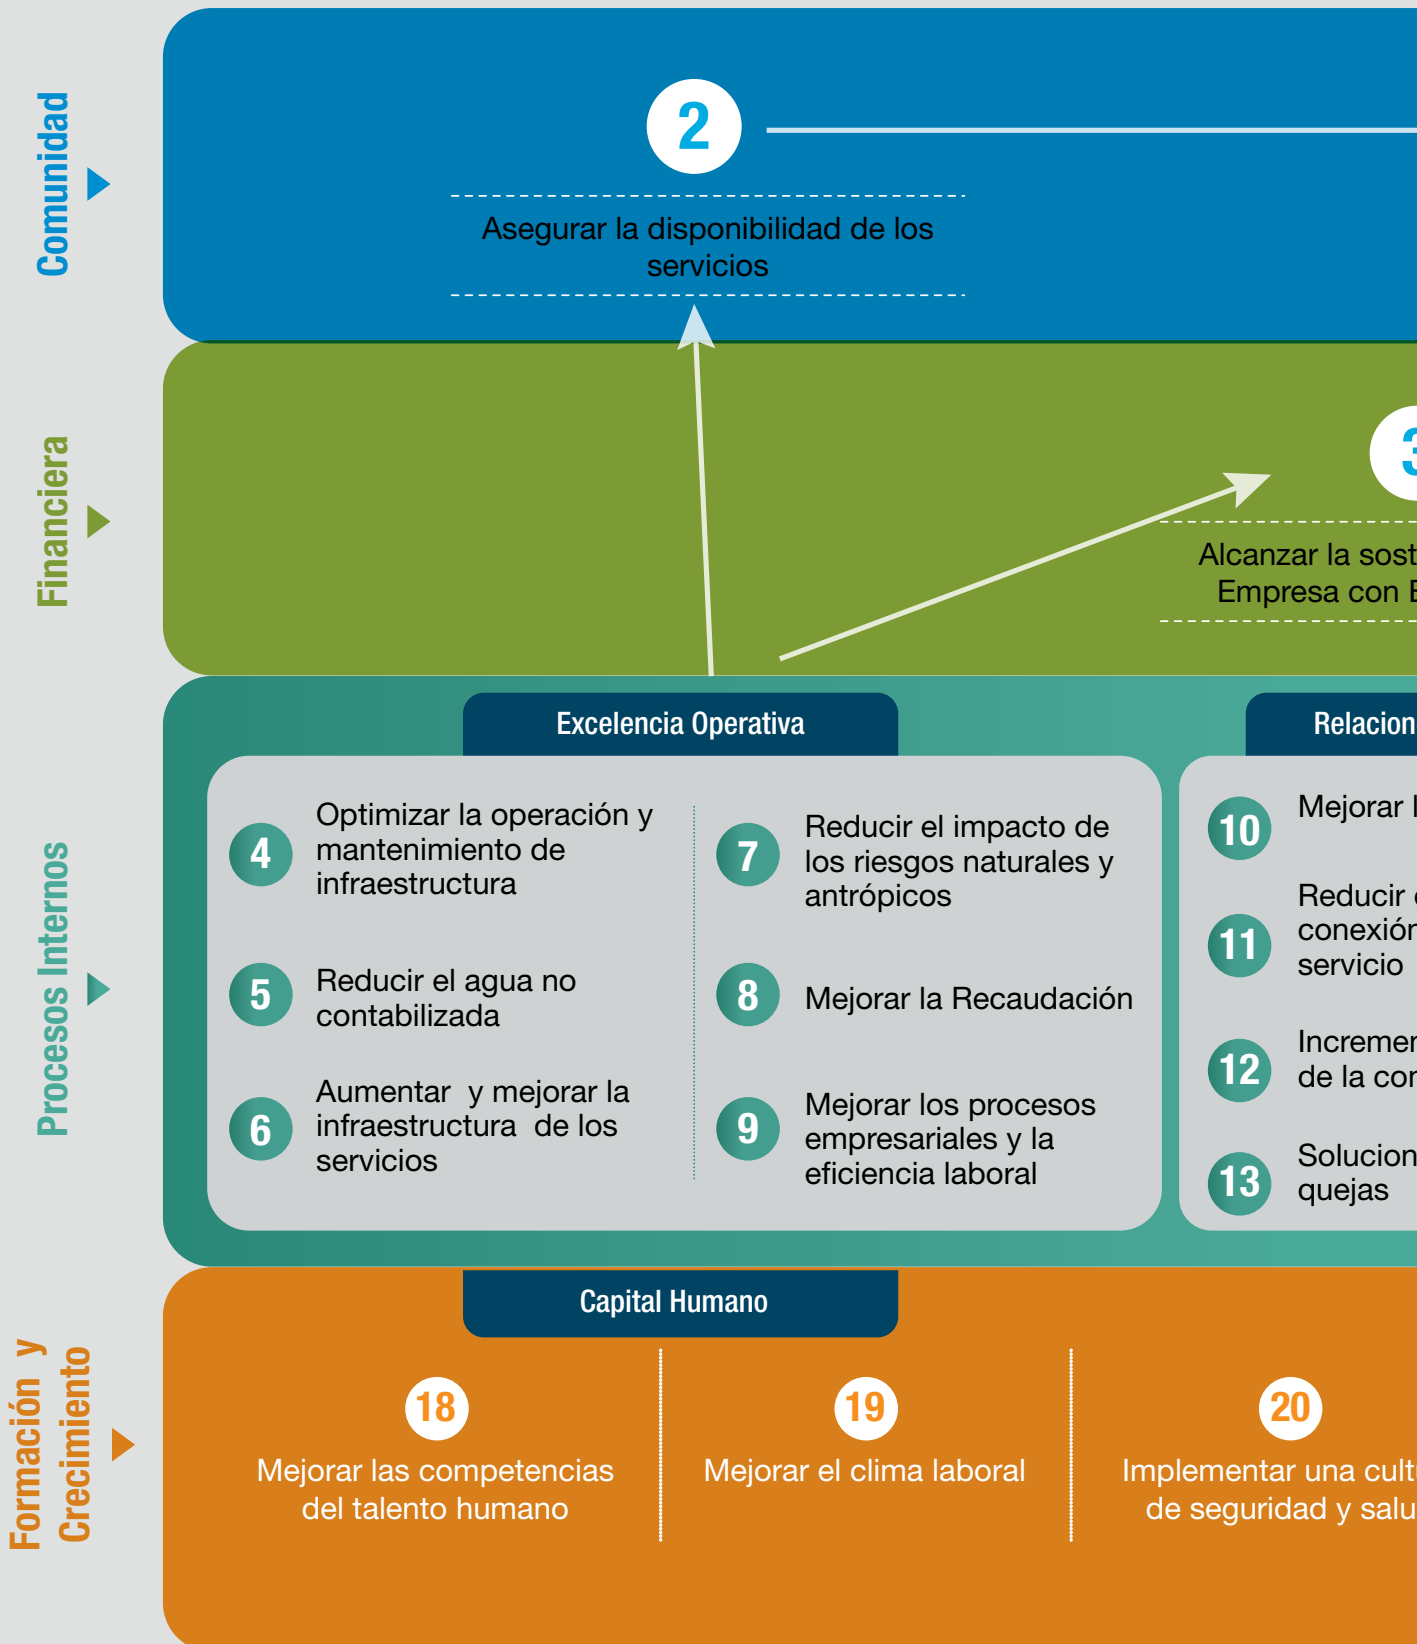 Comunidad
2
Asegurar la disponibilidad de los
servicios
Financiera
3
Alcanzar la
Empresa con
Procesos Internos
Excelencia Operativa
4
Optimizar la operación y
mantenimiento de
infraestructura
5
Reducir el agua no
contabilizada
6
Aumentar y mejorar la
infraestructura de los
servicios
7
Reducir el impacto de
los riesgos naturales y
antrópicos
8
Mejorar la Recaudación
9
Mejorar los procesos
empresariales y la
eficiencia laboral
10
Mejorar
11
Reducir
conexión
servicio
12
de la
13
quejas
Formación y
Crecimiento
Capital Humano
18
Mejorar las competencias
del talento humano
19
Mejorar el clima laboral
20
Implementar una
de seguridad y